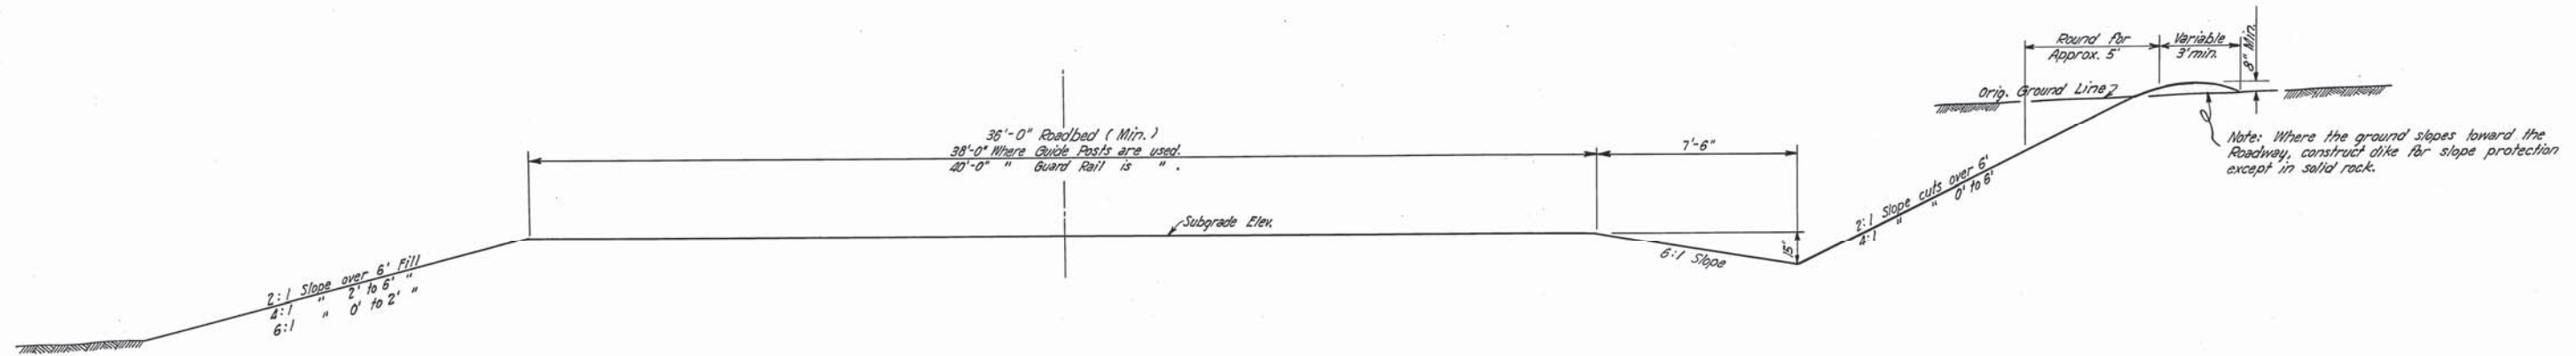 Round for
Approx. 5'
Variable
3'min.
8" Min.
Orig. Ground Line
Note: Where the ground slopes toward the
Roadway, construct dike for slope protection
except in solid rock.
36'-0" Roadbed (Min.)
38'-0" Where Guide Posts are used.
40'-0" " Guard Rail is " .
7'-6"
Subgrade Elev.
15"
6:1 Slope
2:1 Slope cuts over 6'
4:1 " " 0' to 6'
2:1 Slope over 6' Fill
4:1 " 2' to 6' "
6:1 " 0' to 2' "